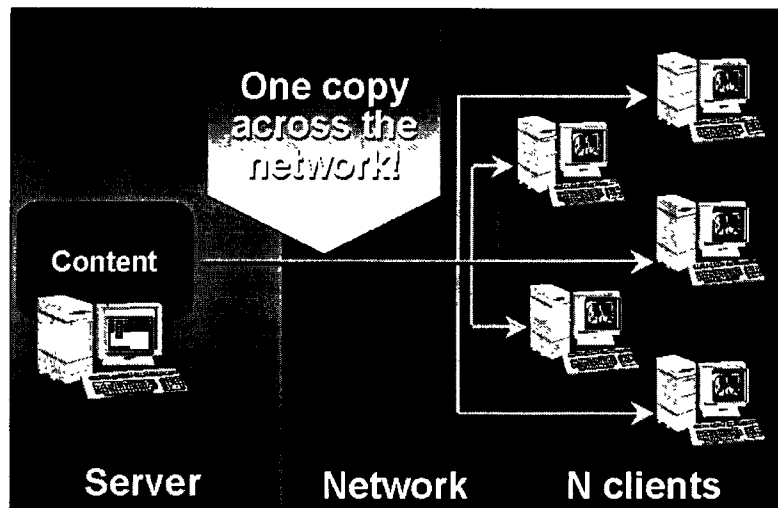 One copy
across the
network!
Content
Server
Network
N clients